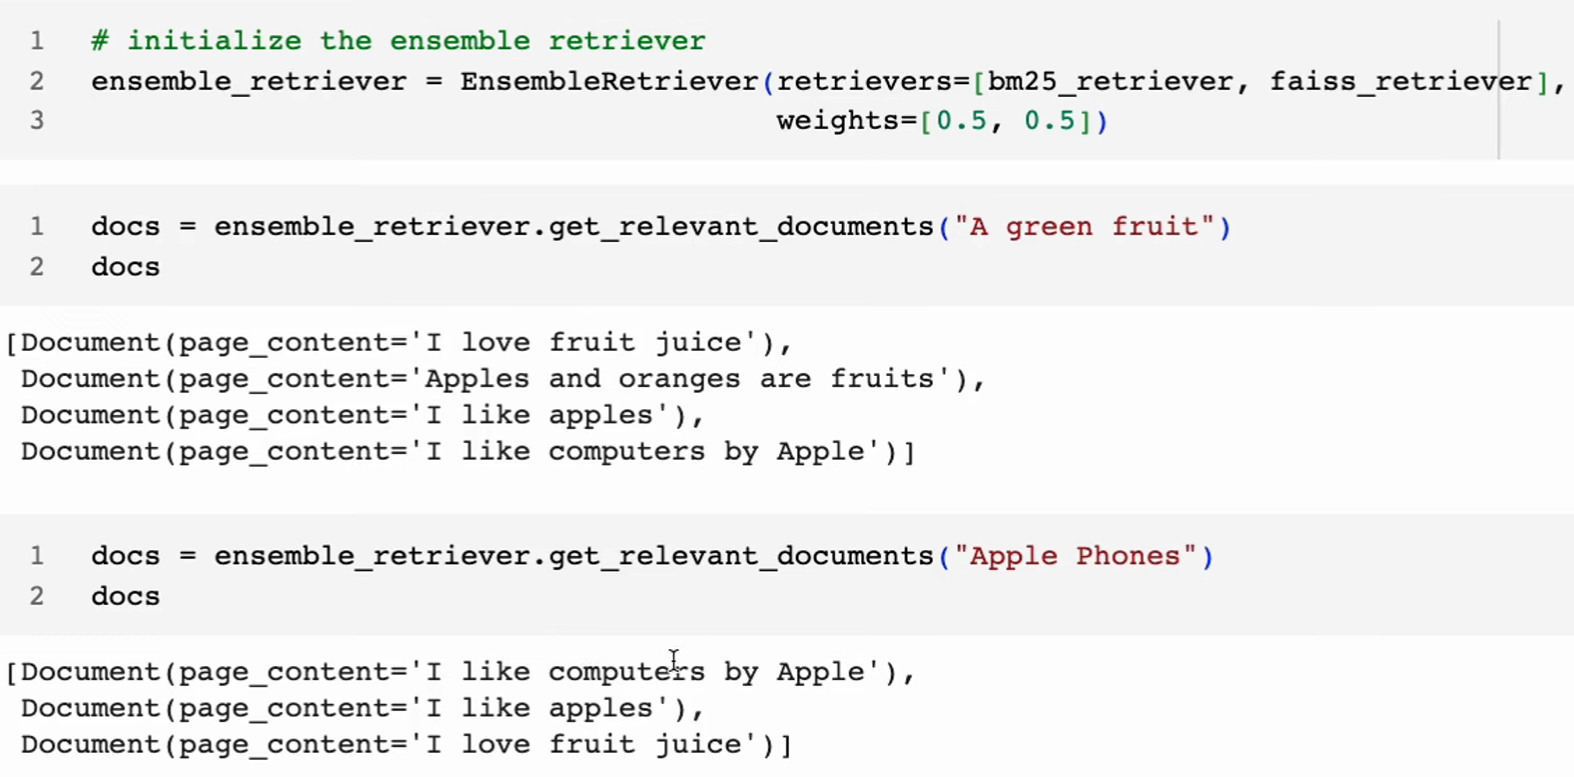 1 # initialize the ensemble retriever
2 ensemble_retriever = EnsembleRetriever(retrievers=[bm25_retriever, faiss_retriever],
3 weights=[0.5, 0.5])
1 docs = ensemble_retriever.get_relevant_documents("A green fruit")
2 docs
[Document(page_content='I love fruit juice'),
Document(page_content='Apples and oranges are fruits'),
Document(page_content='I like apples'),
Document(page_content='I like computers by Apple')]
1 docs = ensemble_retriever.get_relevant_documents("Apple Phones")
2 docs
[Document(page_content='I like computers by Apple'),
Document(page_content='I like apples'),
Document(page_content='I love fruit juice')]